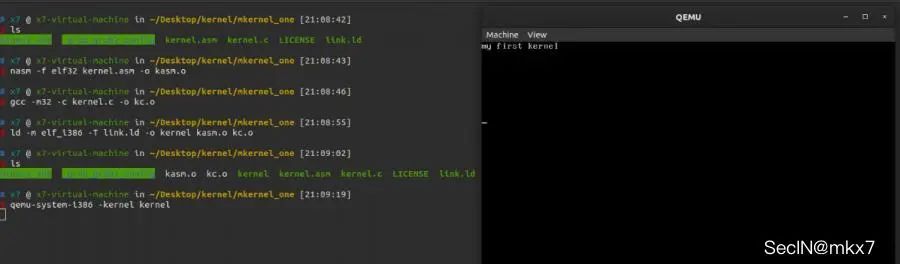 # x7 @ x7-virtual-machine in ~/Desktop/kernel/mkernel_one [21:08:42]
ls
kernel.asm kernel.c LICENSE link.ld
# x7 @ x7-virtual-machine in ~/Desktop/kernel/mkernel_one [21:08:43]
nasm -f elf32 kernel.asm -o kasm.o
# x7 @ x7-virtual-machine in ~/Desktop/kernel/mkernel_one [21:08:46]
gcc -m32 -c kernel.c -o kc.o
# x7 @ x7-virtual-machine in ~/Desktop/kernel/mkernel_one [21:08:55]
ld -m elf_i386 -T link.ld -o kernel kasm.o kc.o
# x7 @ x7-virtual-machine in ~/Desktop/kernel/mkernel_one [21:09:02]
ls
kasm.o kc.o kernel kernel.asm kernel.c LICENSE link.ld
# x7 @ x7-virtual-machine in ~/Desktop/kernel/mkernel_one [21:09:19]
qemu-system-i386 -kernel kernel
QEMU
Machine View
my first kernel
SecIN@mkx7